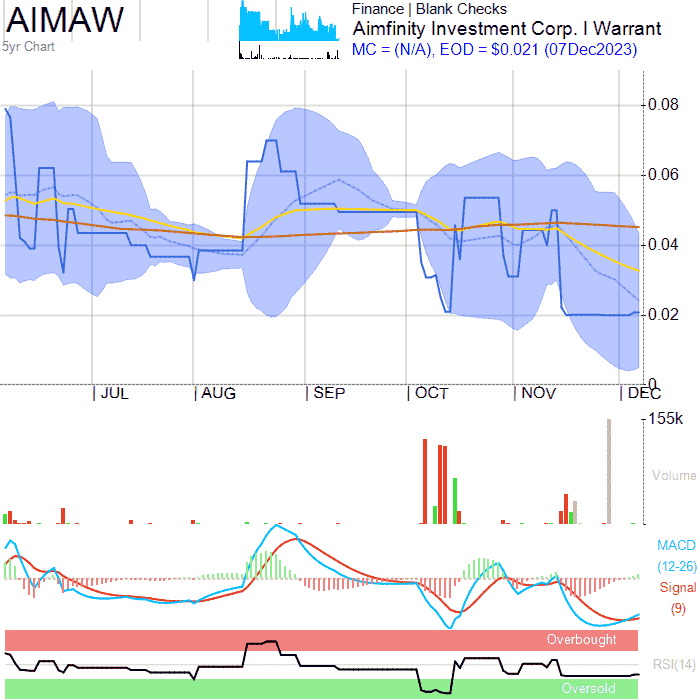 AIMAW
5yr Chart
Finance | Blank Checks
Aimfinity Investment Corp. I Warrant
MC = (N/A), EOD = $0.021 (07Dec2023)
0.08
0.06
0.04
0.02
0
JUL AUG SEP OCT NOV DEC
155k
Volume
MACD
(12-26)
Signal
(9)
Overbought
RSI(14)
Oversold